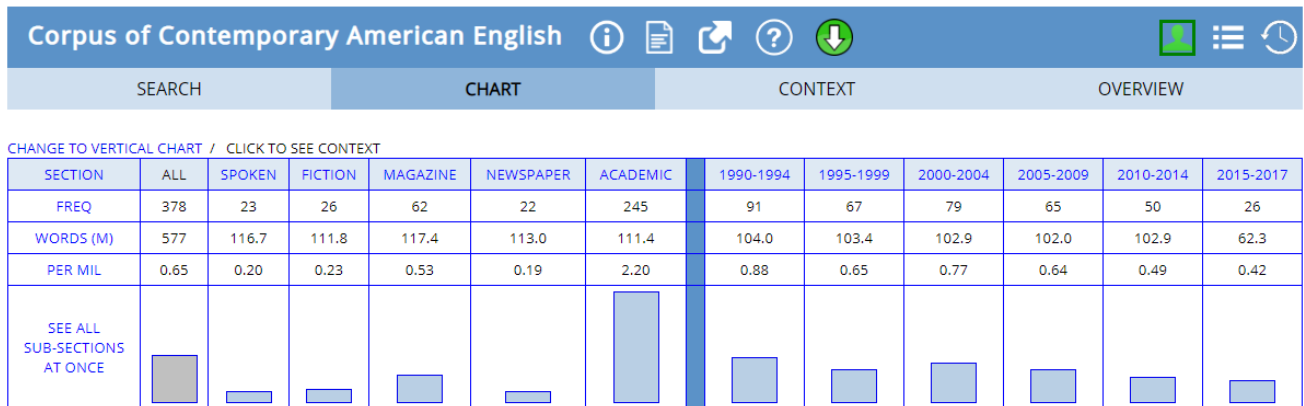 Corpus of Contemporary American English
SEARCH CHART CONTEXT OVERVIEW
CHANGE TO VERTICAL CHART / CLICK TO SEE CONTEXT
SECTION ALL SPOKEN FICTION MAGAZINE NEWSPAPER ACADEMIC 1990-1994 1995-1999 2000-2004 2005-2009 2010-2014 2015-2017
FREQ 378 23 26 62 22 245 91 67 79 65 50 26
WORDS (M) 577 116.7 111.8 117.4 113.0 111.4 104.0 103.4 102.9 102.0 102.9 62.3
PER MIL 0.65 0.20 0.23 0.53 0.19 2.20 0.88 0.65 0.77 0.64 0.49 0.42
SEE ALL
SUB-SECTIONS
AT ONCE